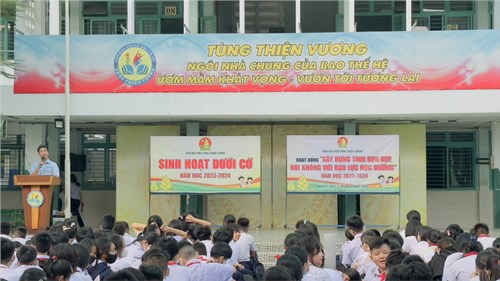 TÙNG THIỆN VƯƠNG
NGÔI NHÀ CHUNG CỦA BAO THẾ HỆ
ƯƠM MẦM KHÁT VỌNG - VƯƠN TỚI TƯƠNG LAI
SINH HOẠT DƯỚI CỜ
NĂM HỌC 2023-2024
HOẠT ĐỘNG "XÂY DỰNG TÌNH BẠN ĐẸP,
NÓI KHÔNG VỚI BẠO LỰC HỌC ĐƯỜNG"
NĂM HỌC 2023-2024